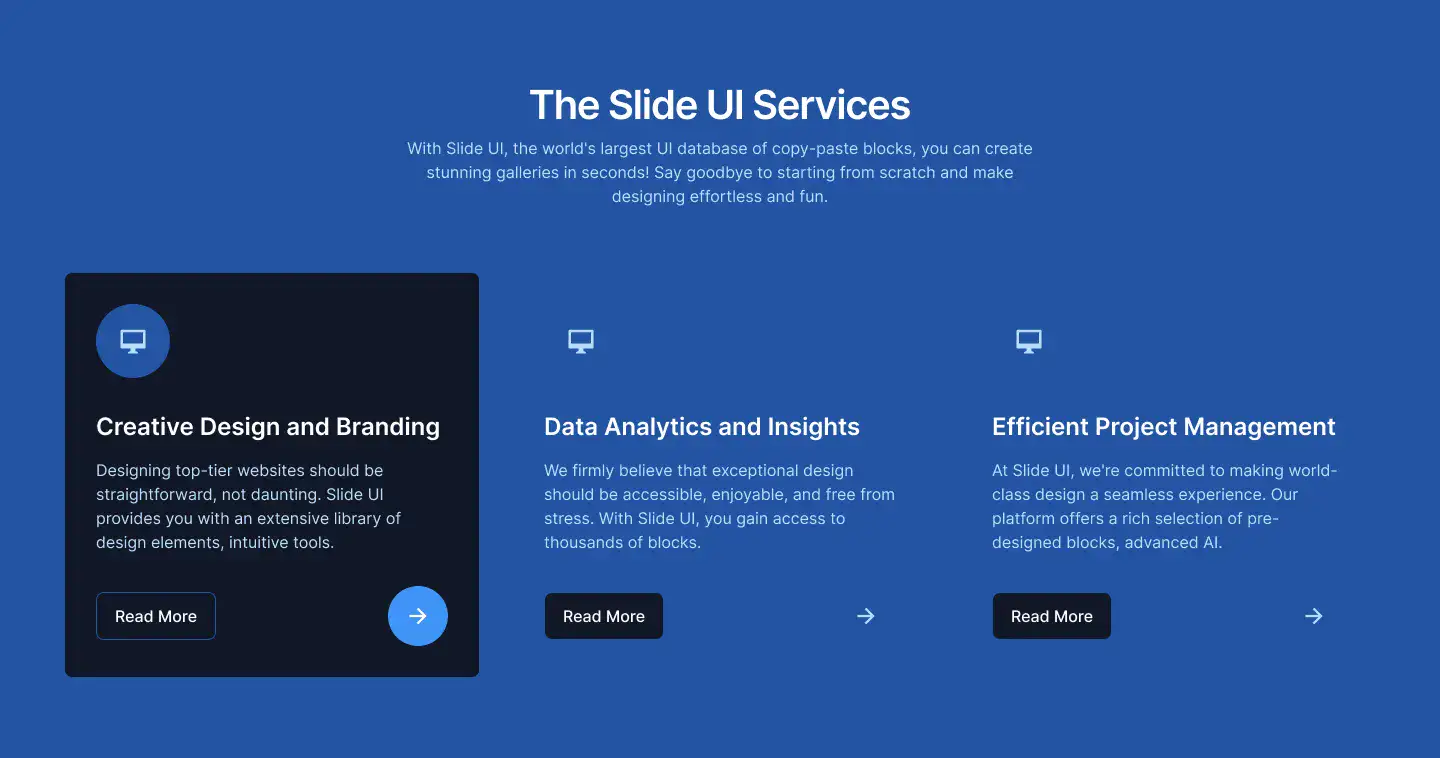 The Slide UI Services
With Slide UI, the world's largest UI database of copy-paste blocks, you can create
stunning galleries in seconds! Say goodbye to starting from scratch and make
designing effortless and fun.
Creative Design and Branding
Designing top-tier websites should be
straightforward, not daunting. Slide UI
provides you with an extensive library of
design elements, intuitive tools.
Read More
Data Analytics and Insights
We firmly believe that exceptional design
should be accessible, enjoyable, and free from
stress. With Slide UI, you gain access to
thousands of blocks.
Read More
Efficient Project Management
At Slide UI, we're committed to making world-
class design a seamless experience. Our
platform offers a rich selection of pre-
designed blocks, advanced AI.
Read More